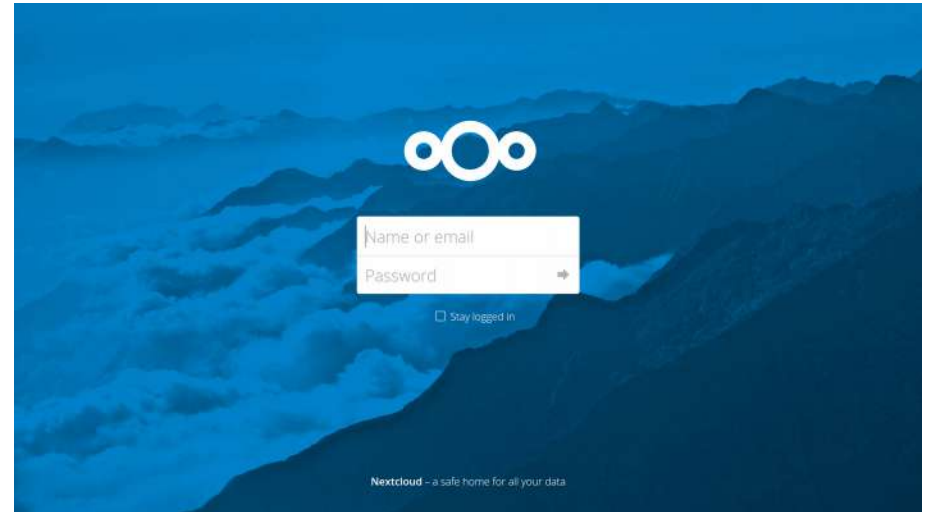 Name or email
Password
Stay logged in
Nextcloud – a safe home for all your data